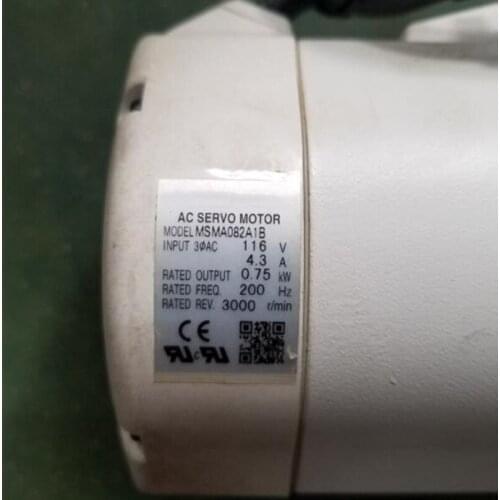 AC SERVO MOTOR
MODEL MSMA082A1B
INPUT 3ØAC 116 V
4.3 A
RATED OUTPUT 0.75 kW
RATED FREQ. 200 Hz
RATED REV. 3000 r/min
CE